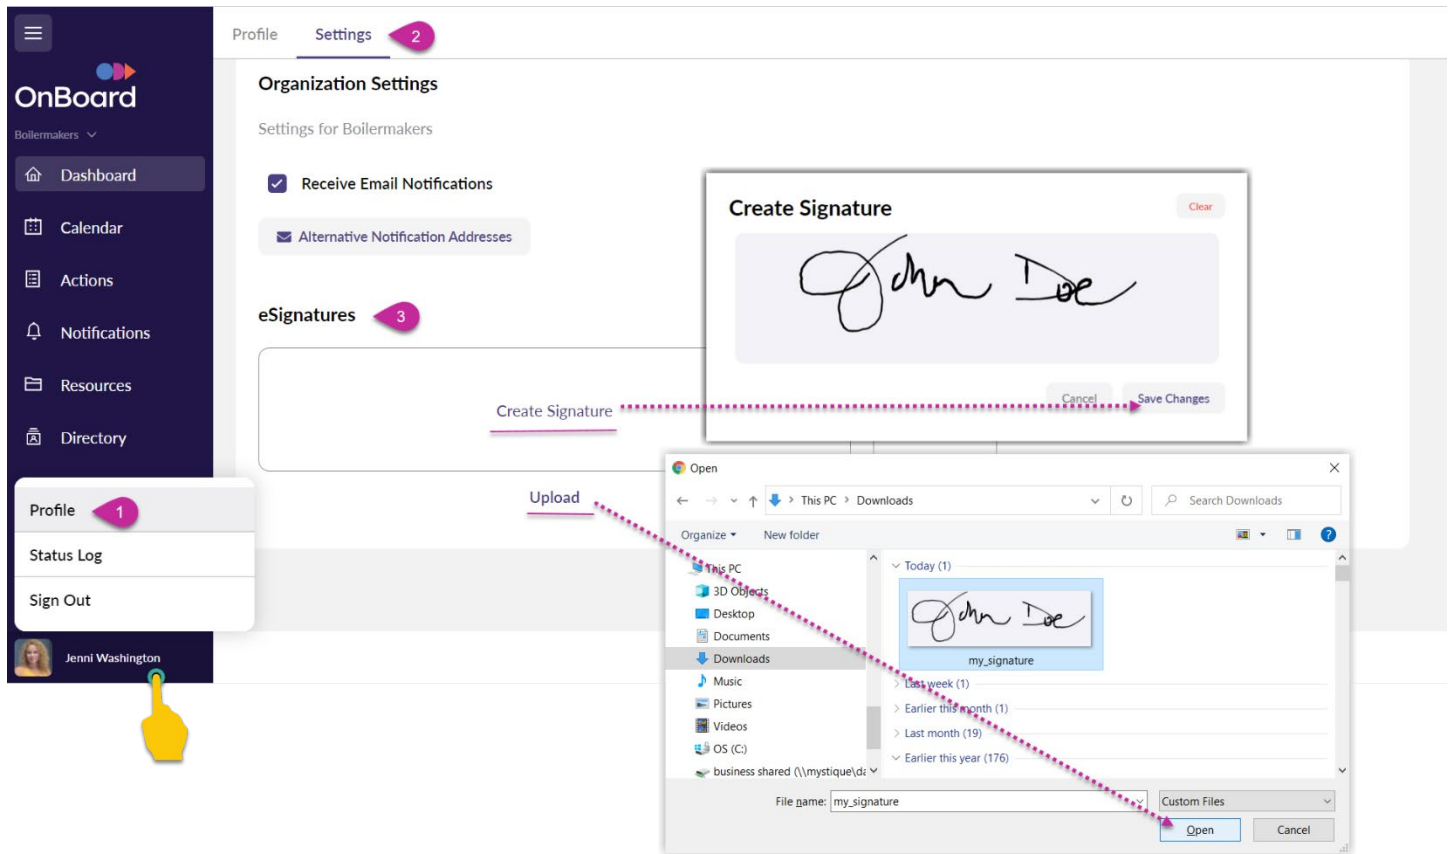 Profile Settings 2
OnBoard
Boilermakers
Dashboard
Calendar
Actions
Notifications
Resources
Directory
Profile 1
Status Log
Sign Out
Jenni Washington
Organization Settings
Settings for Boilermakers
Receive Email Notifications
Alternative Notification Addresses
eSignatures 3
Create Signature
Upload
Create Signature
Clear
John Doe
Cancel Save Changes
Open
This PC Downloads
Search Downloads
Organize New folder
This PC
3D Objects
Desktop
Documents
Downloads
Music
Pictures
Videos
OS (C:)
business shared (\\mystique\da
Today (1)
John Doe
my_signature
Last week (1)
Earlier this month (1)
Last month (19)
Earlier this year (176)
File name: my_signature
Custom Files
Open Cancel